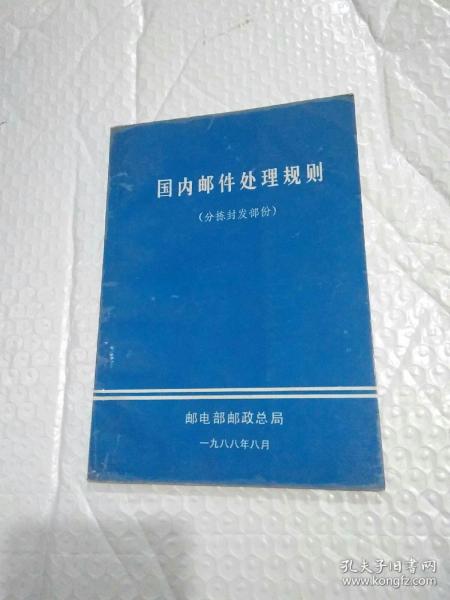 国内邮件处理规则
(分拣封发部份)
邮电部邮政总局
一九八八年八月
孔夫子旧书网
www.kongfz.com